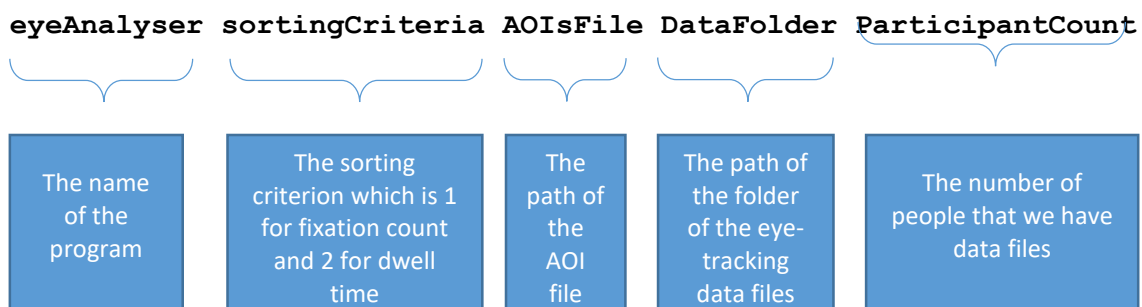 eyeAnalyser sortingCriteria AOIsFile DataFolder ParticipantCount
The name
of the
program
The sorting
criterion which is 1
for fixation count
and 2 for dwell
time
The
path of
the
AOI
file
The path of
the folder
of the eye-
tracking
data files
The number of
people that we have
data files